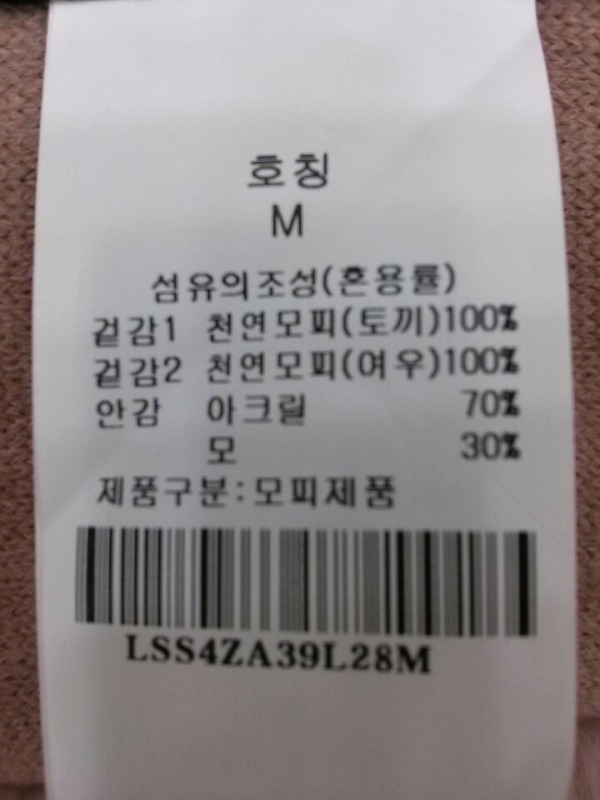 호칭
M
섬유의조성(혼용률)
겉감1 천연모피(토끼)100%
겉감2 천연모피(여우)100%
안감 아크릴 70%
모 30%
제품구분:모피제품
LSS4ZA39L28M